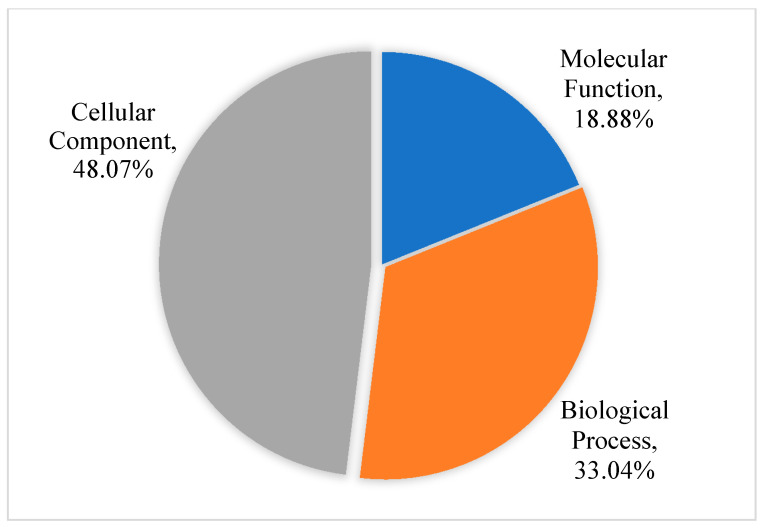 Molecular
Function,
18.88%
Cellular
Component,
48.07%
Biological
Process,
33.04%